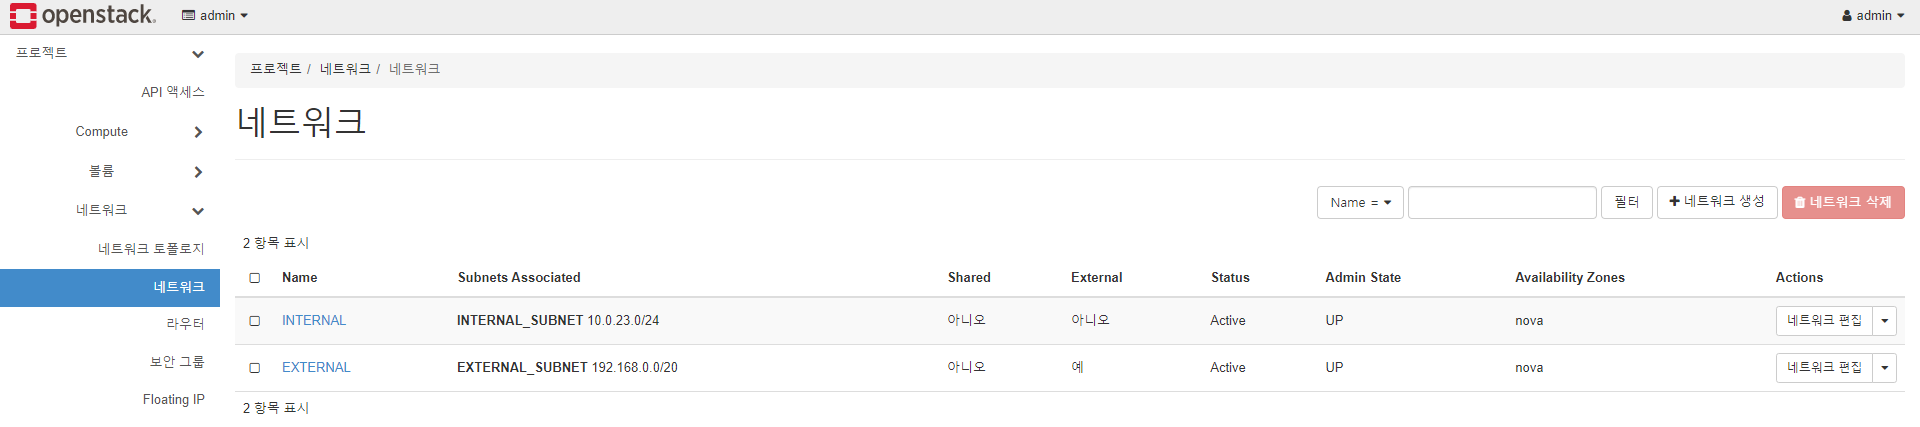 openstack. admin admin
프로젝트
API 액세스
Compute
볼륨
네트워크
네트워크 토폴로지
네트워크
라우터
보안 그룹
Floating IP
프로젝트 / 네트워크 / 네트워크
네트워크
Name = 필터 네트워크 생성 네트워크 삭제
2 항목 표시
Name Subnets Associated Shared External Status Admin State Availability Zones Actions
INTERNAL INTERNAL_SUBNET 10.0.23.0/24 아니오 아니오 Active UP nova 네트워크 편집
EXTERNAL EXTERNAL_SUBNET 192.168.0.0/20 아니오 예 Active UP nova 네트워크 편집
2 항목 표시